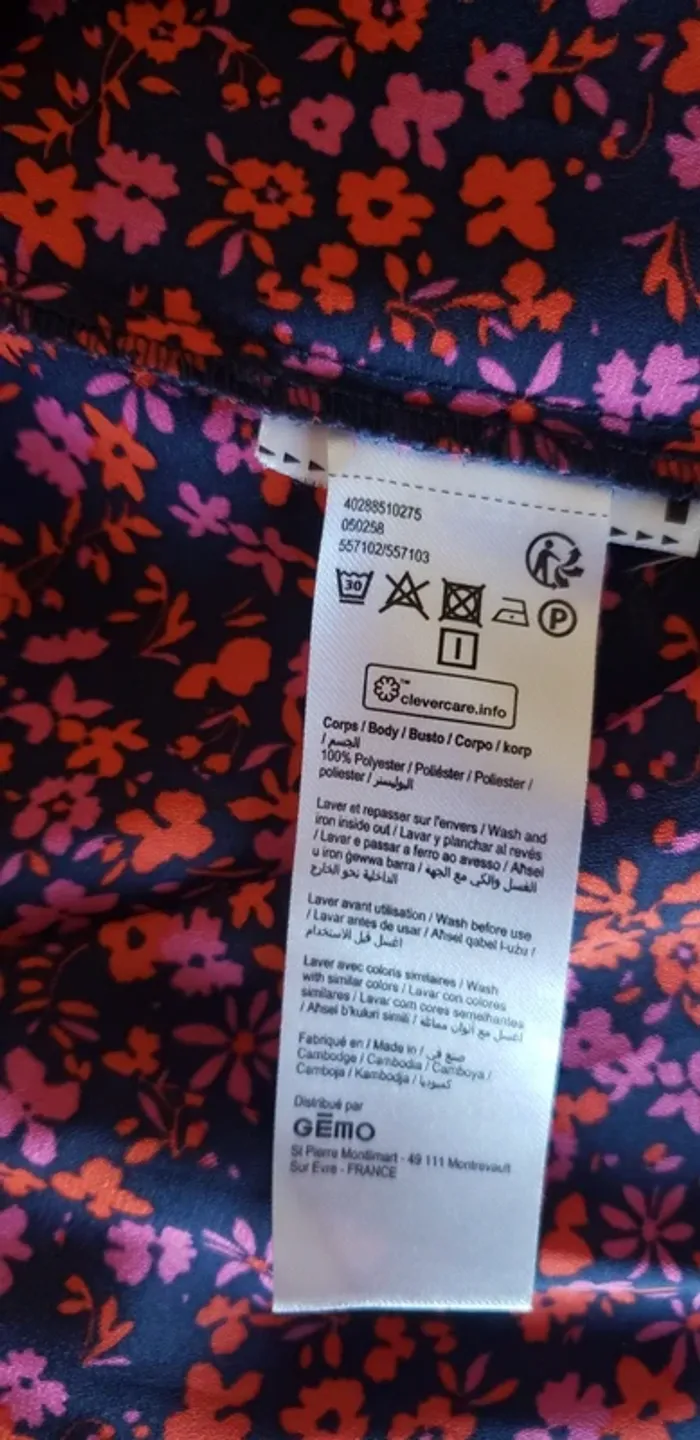 40288510275
050258
557102/557103
30
P
I
clevercare.info™
Corps / Body / Busto / Corpo / korp
/ الجسم
100% Polyester / Poliéster / Poliester /
poliester / البوليستر
Laver et repasser sur l'envers / Wash and
iron inside out / Lavar y planchar al revés
/ Lavar e passar a ferro ao avesso / Aħsel
u iron ġewwa barra / الغسل والكي مع الجهة
الداخلية نحو الخارج
Laver avant utilisation / Wash before use
/ Lavar antes de usar / Aħsel qabel l-użu /
اغسل قبل الاستخدام
Laver avec coloris similaires / Wash
with similar colors / Lavar con colores
similares / Lavar com cores semelhantes
/ Aħsel b'kuluri simili / اغسل مع ألوان مماثلة
Fabriqué en / Made in / صنع في
Cambodge / Cambodia / Camboya /
Camboja / Kambodja / كمبوديا
Distribué par
GĒMO
St Pierre Montlimart - 49 111 Montrevault
Sur Evre - FRANCE